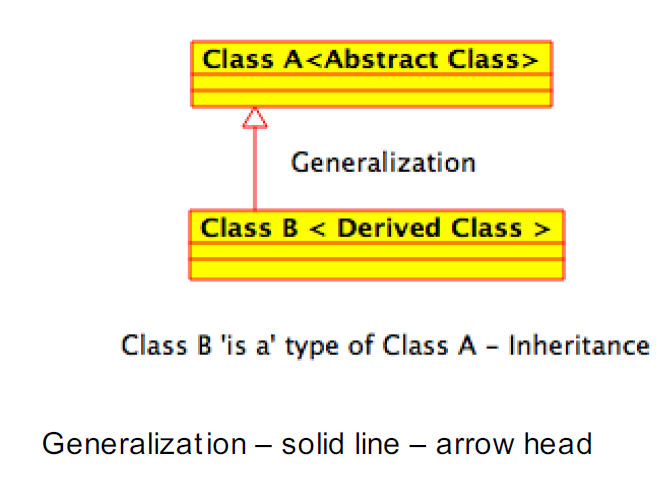 Class A<Abstract Class>
Generalization
Class B < Derived Class >
Class B 'is a' type of Class A – Inheritance
Generalization – solid line – arrow head